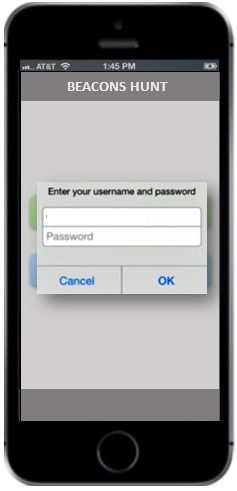 AT&T 1:45 PM
BEACONS HUNT
Enter your username and password
Password
Cancel OK